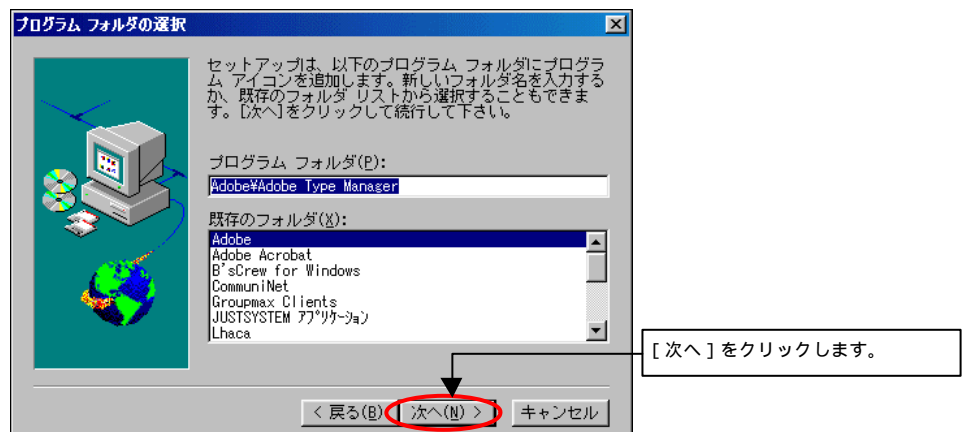 プログラム フォルダの選択
セットアップは、以下のプログラム フォルダにプログラ
ム アイコンを追加します。新しいフォルダ名を入力する
か、既存のフォルダ リストから選択することもできま
す。[次へ]をクリックして続行して下さい。
プログラム フォルダ(P):
Adobe¥Adobe Type Manager
既存のフォルダ(X):
Adobe
Adobe Acrobat
B'sCrew for Windows
CommuniNet
Groupmax Clients
JUSTSYSTEM アプリケーション
Lhaca
[次へ]をクリックします。
< 戻る(B) 次へ(N) > キャンセル